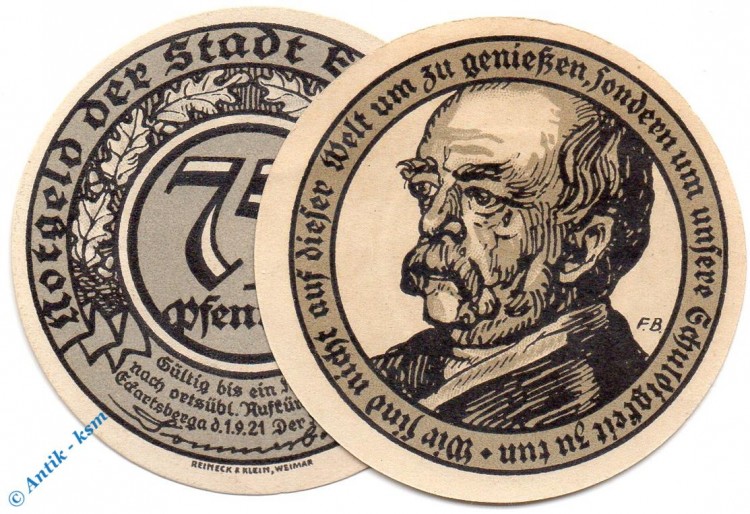 Notgeld der Stadt
75
Pfen
Gültig bis ein
nach ortsübl. Aufkü
Eckartsberga d. 1.9.21 Der
REINECK & KLEIN, WEIMAR
Wir sind nicht auf dieser Welt um zu genießen, sondern um unsere Schuldigkeit zu tun •
F.B.
© Antik - ksm